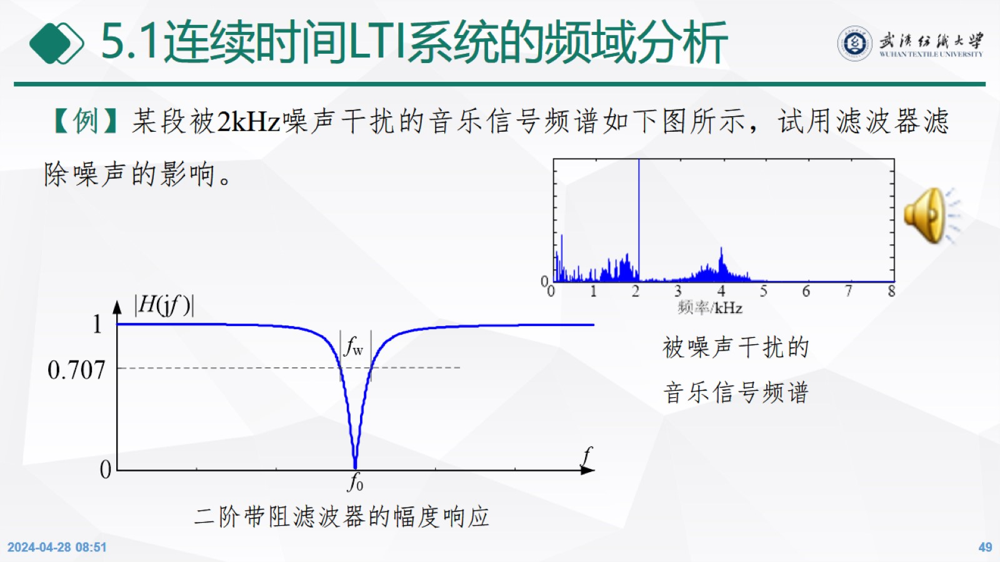 5.1连续时间LTI系统的频域分析
武汉纺织大学
WUHAN TEXTILE UNIVERSITY
【例】某段被2kHz噪声干扰的音乐信号频谱如下图所示，试用滤波器滤
除噪声的影响。
0
0 1 2 3 4 5 6 7 8
频率/kHz
被噪声干扰的
音乐信号频谱
|H(jf)|
1
f_w
0.707
0
f
f_0
二阶带阻滤波器的幅度响应
2024-04-28 08:51
49